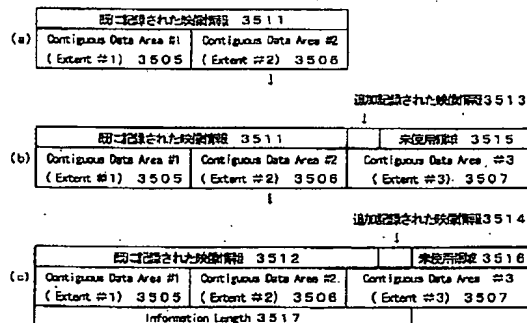 既に記録された映像情報 3511
(a) Contiguous Data Area #1 Contiguous Data Area #2
(Extent #1) 3505 (Extent #2) 3506
↓
追加記録された映像情報3513
↓
既に記録された映像情報 3511 未使用領域 3515
(b) Contiguous Data Area #1 Contiguous Data Area #2 Contiguous Data Area #3
(Extent #1) 3505 (Extent #2) 3506 (Extent #3) 3507
↓
追加記録された映像情報3514
↓
既に記録された映像情報 3512 未使用領域 3516
(c) Contiguous Data Area #1 Contiguous Data Area #2. Contiguous Data Area #3
(Extent #1) 3505 (Extent #2) 3506 (Extent #3) 3507
Information Length 3517